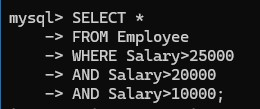 mysql> SELECT *
    -> FROM Employee
    -> WHERE Salary>25000
    -> AND Salary>20000
    -> AND Salary>10000;